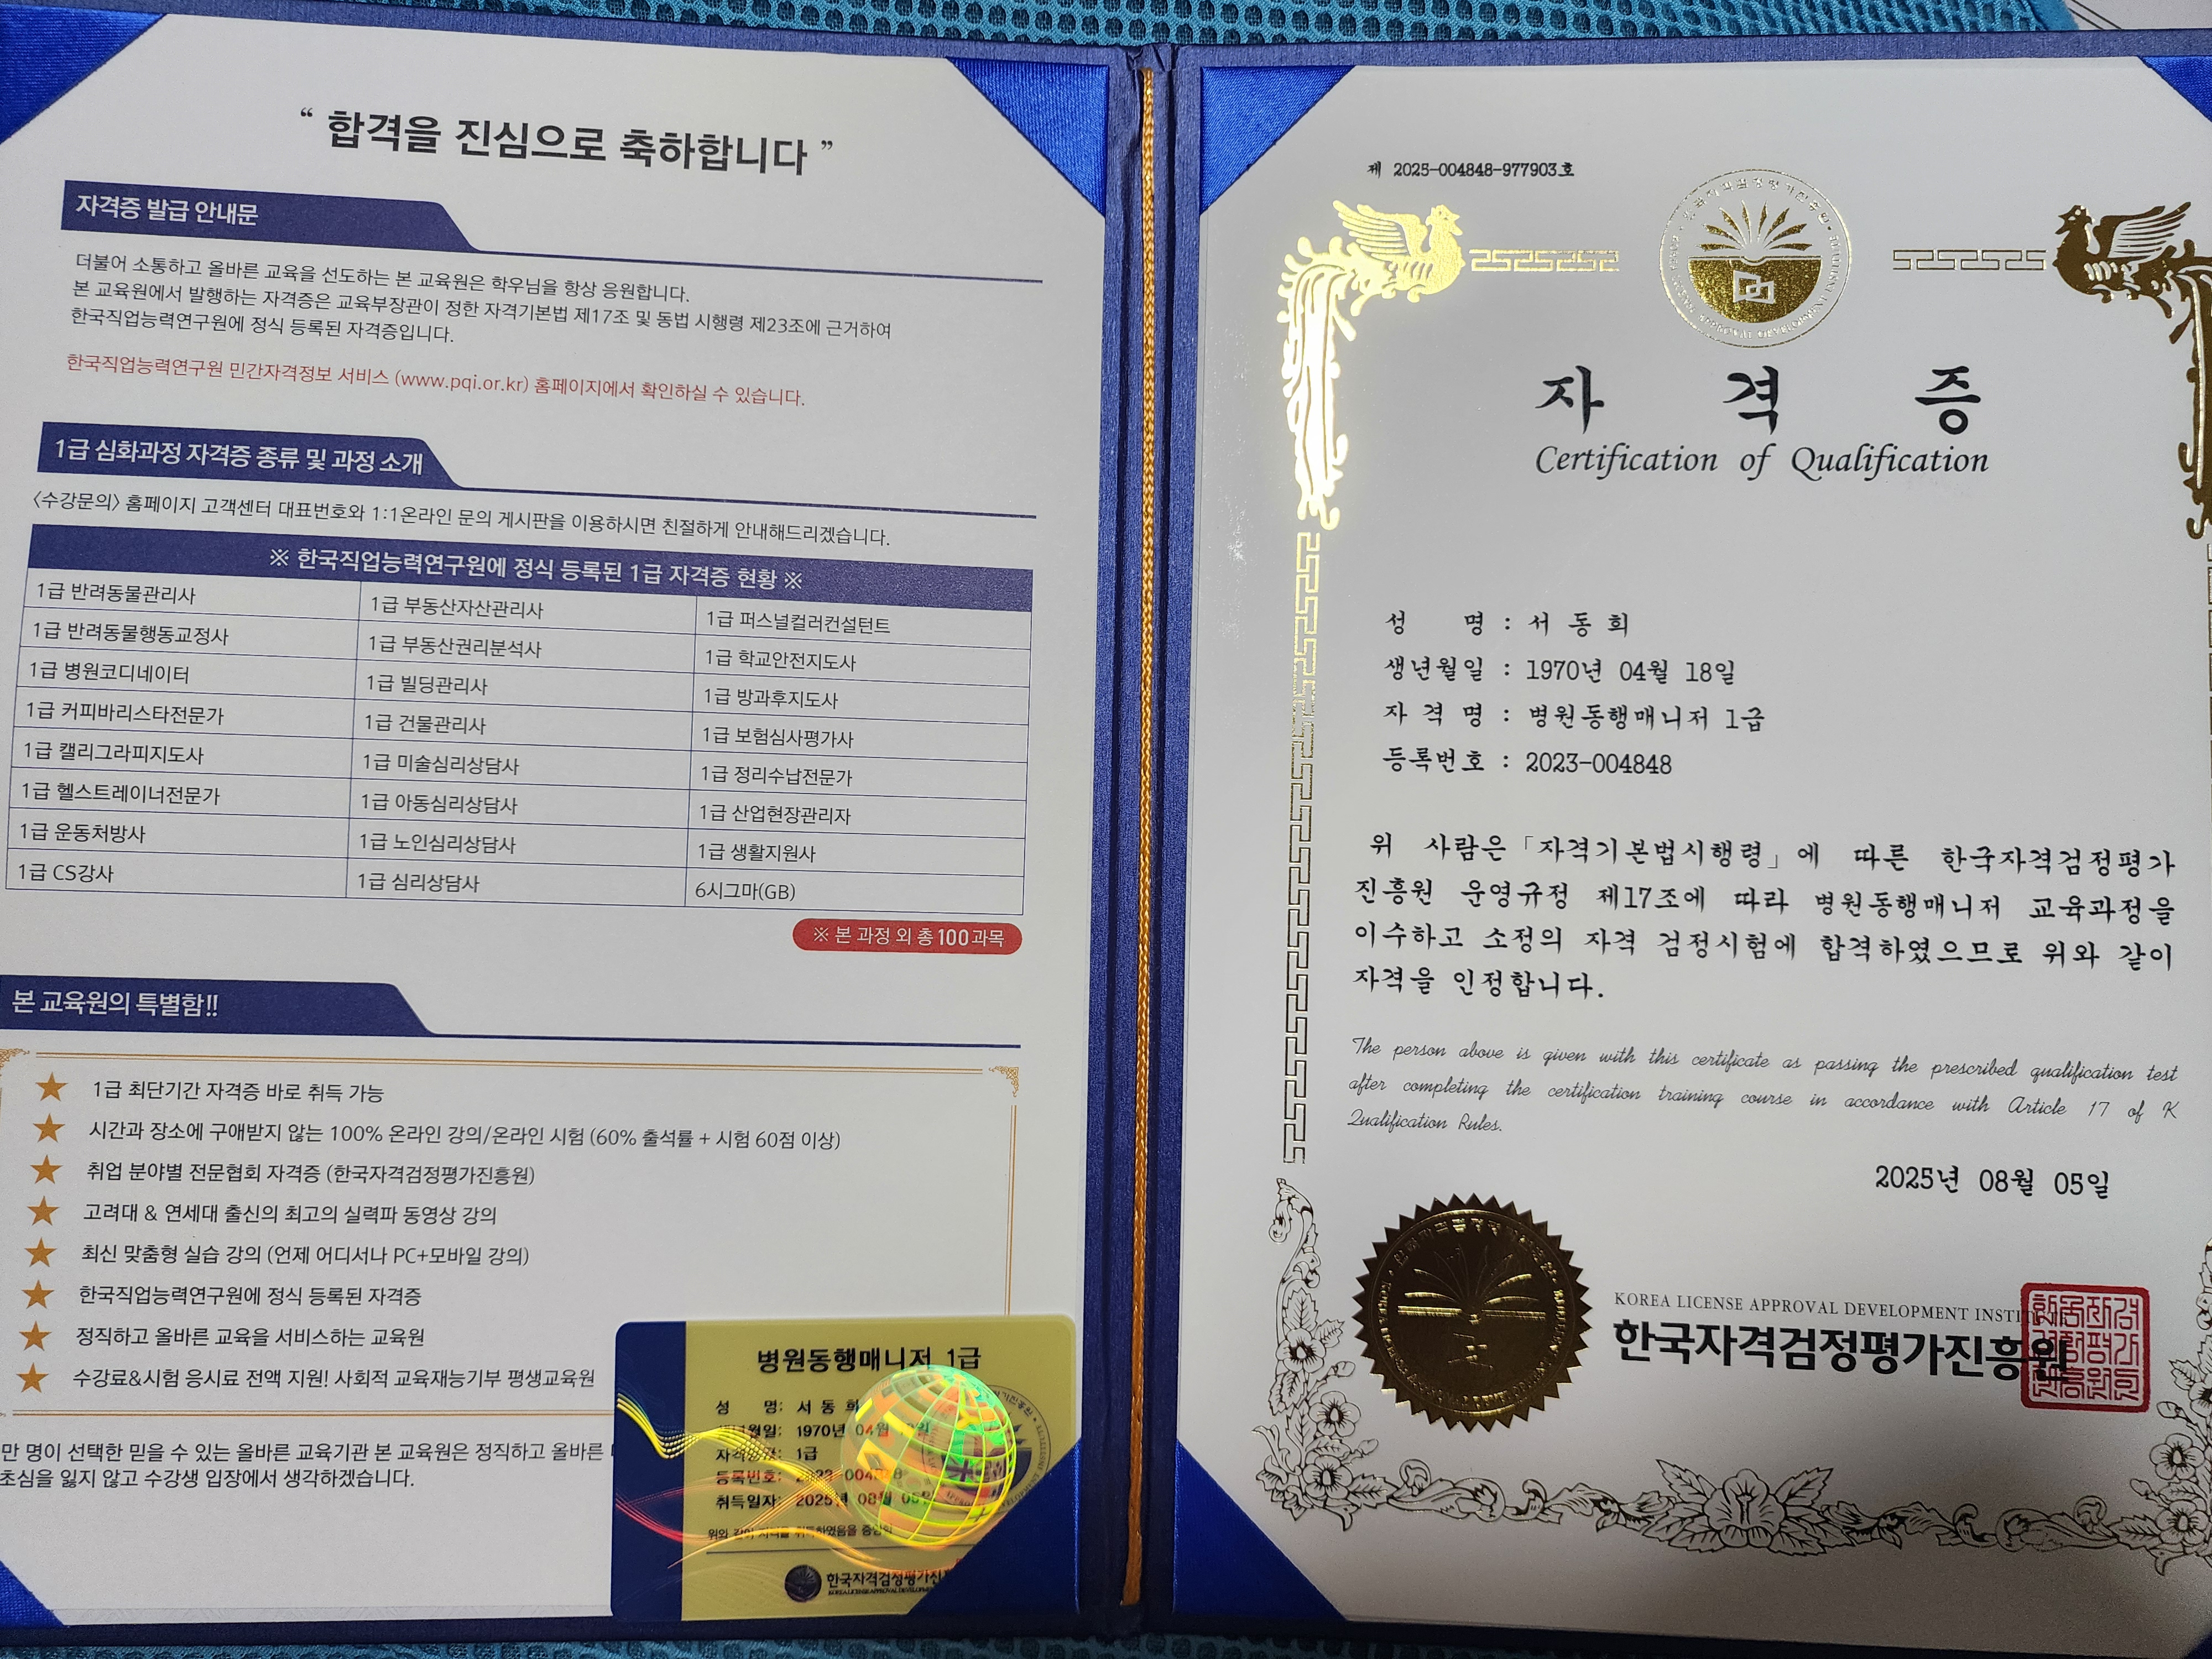 “ 합격을 진심으로 축하합니다 ”
자격증 발급 안내문
더불어 소통하고 올바른 교육을 선도하는 본 교육원은 학우님을 항상 응원합니다.
본 교육원에서 발행하는 자격증은 교육부장관이 정한 자격기본법 제17조 및 동법 시행령 제23조에 근거하여
한국직업능력연구원에 정식 등록된 자격증입니다.
한국직업능력연구원 민간자격정보 서비스 (www.pqi.or.kr) 홈페이지에서 확인하실 수 있습니다.
1급 심화과정 자격증 종류 및 과정 소개
<수강문의> 홈페이지 고객센터 대표번호와 1:1온라인 문의 게시판을 이용하시면 친절하게 안내해드리겠습니다.
※ 한국직업능력연구원에 정식 등록된 1급 자격증 현황 ※
1급 반려동물관리사 1급 부동산자산관리사 1급 퍼스널컬러컨설턴트
1급 반려동물행동교정사 1급 부동산권리분석사 1급 학교안전지도사
1급 병원코디네이터 1급 빌딩관리사 1급 방과후지도사
1급 커피바리스타전문가 1급 건물관리사 1급 보험심사평가사
1급 캘리그라피지도사 1급 미술심리상담사 1급 정리수납전문가
1급 헬스트레이너전문가 1급 아동심리상담사 1급 산업현장관리자
1급 운동처방사 1급 노인심리상담사 1급 생활지원사
1급 CS강사 1급 심리상담사 6시그마(GB)
※ 본 과정 외 총 100과목
본 교육원의 특별함!!
1급 최단기간 자격증 바로 취득 가능
시간과 장소에 구애받지 않는 100% 온라인 강의/온라인 시험 (60% 출석률 + 시험 60점 이상)
취업 분야별 전문협회 자격증 (한국자격검정평가진흥원)
고려대 & 연세대 출신의 최고의 실력파 동영상 강의
최신 맞춤형 실습 강의 (언제 어디서나 PC+모바일 강의)
한국직업능력연구원에 정식 등록된 자격증
정직하고 올바른 교육을 서비스하는 교육원
수강료&시험 응시료 전액 지원! 사회적 교육재능기부 평생교육원
만 명이 선택한 믿을 수 있는 올바른 교육기관 본 교육원은 정직하고 올바른
초심을 잃지 않고 수강생 입장에서 생각하겠습니다.
병원동행매니저 1급
성 명: 서 동 희
월일: 1970년 04월
자격 1급
등록번호:
취득일자: 2025년 08월
위와 같이 자격을 취득하였음을
한국자격검정평가진
제 2025-004848-977903호
자 격 증
Certification of Qualification
성 명 : 서 동 희
생년월일 : 1970년 04월 18일
자 격 명 : 병원동행매니저 1급
등록번호 : 2023-004848
위 사람은「자격기본법시행령」에 따른 한국자격검정평가
진흥원 운영규정 제17조에 따라 병원동행매니저 교육과정을
이수하고 소정의 자격 검정시험에 합격하였으므로 위와 같이
자격을 인정합니다.
The person above is given with this certificate as passing the prescribed qualification test
after completing the certification training course in accordance with Article 17 of K
Qualification Rules.
2025년 08월 05일
KOREA LICENSE APPROVAL DEVELOPMENT
한국자격검정평가진흥원